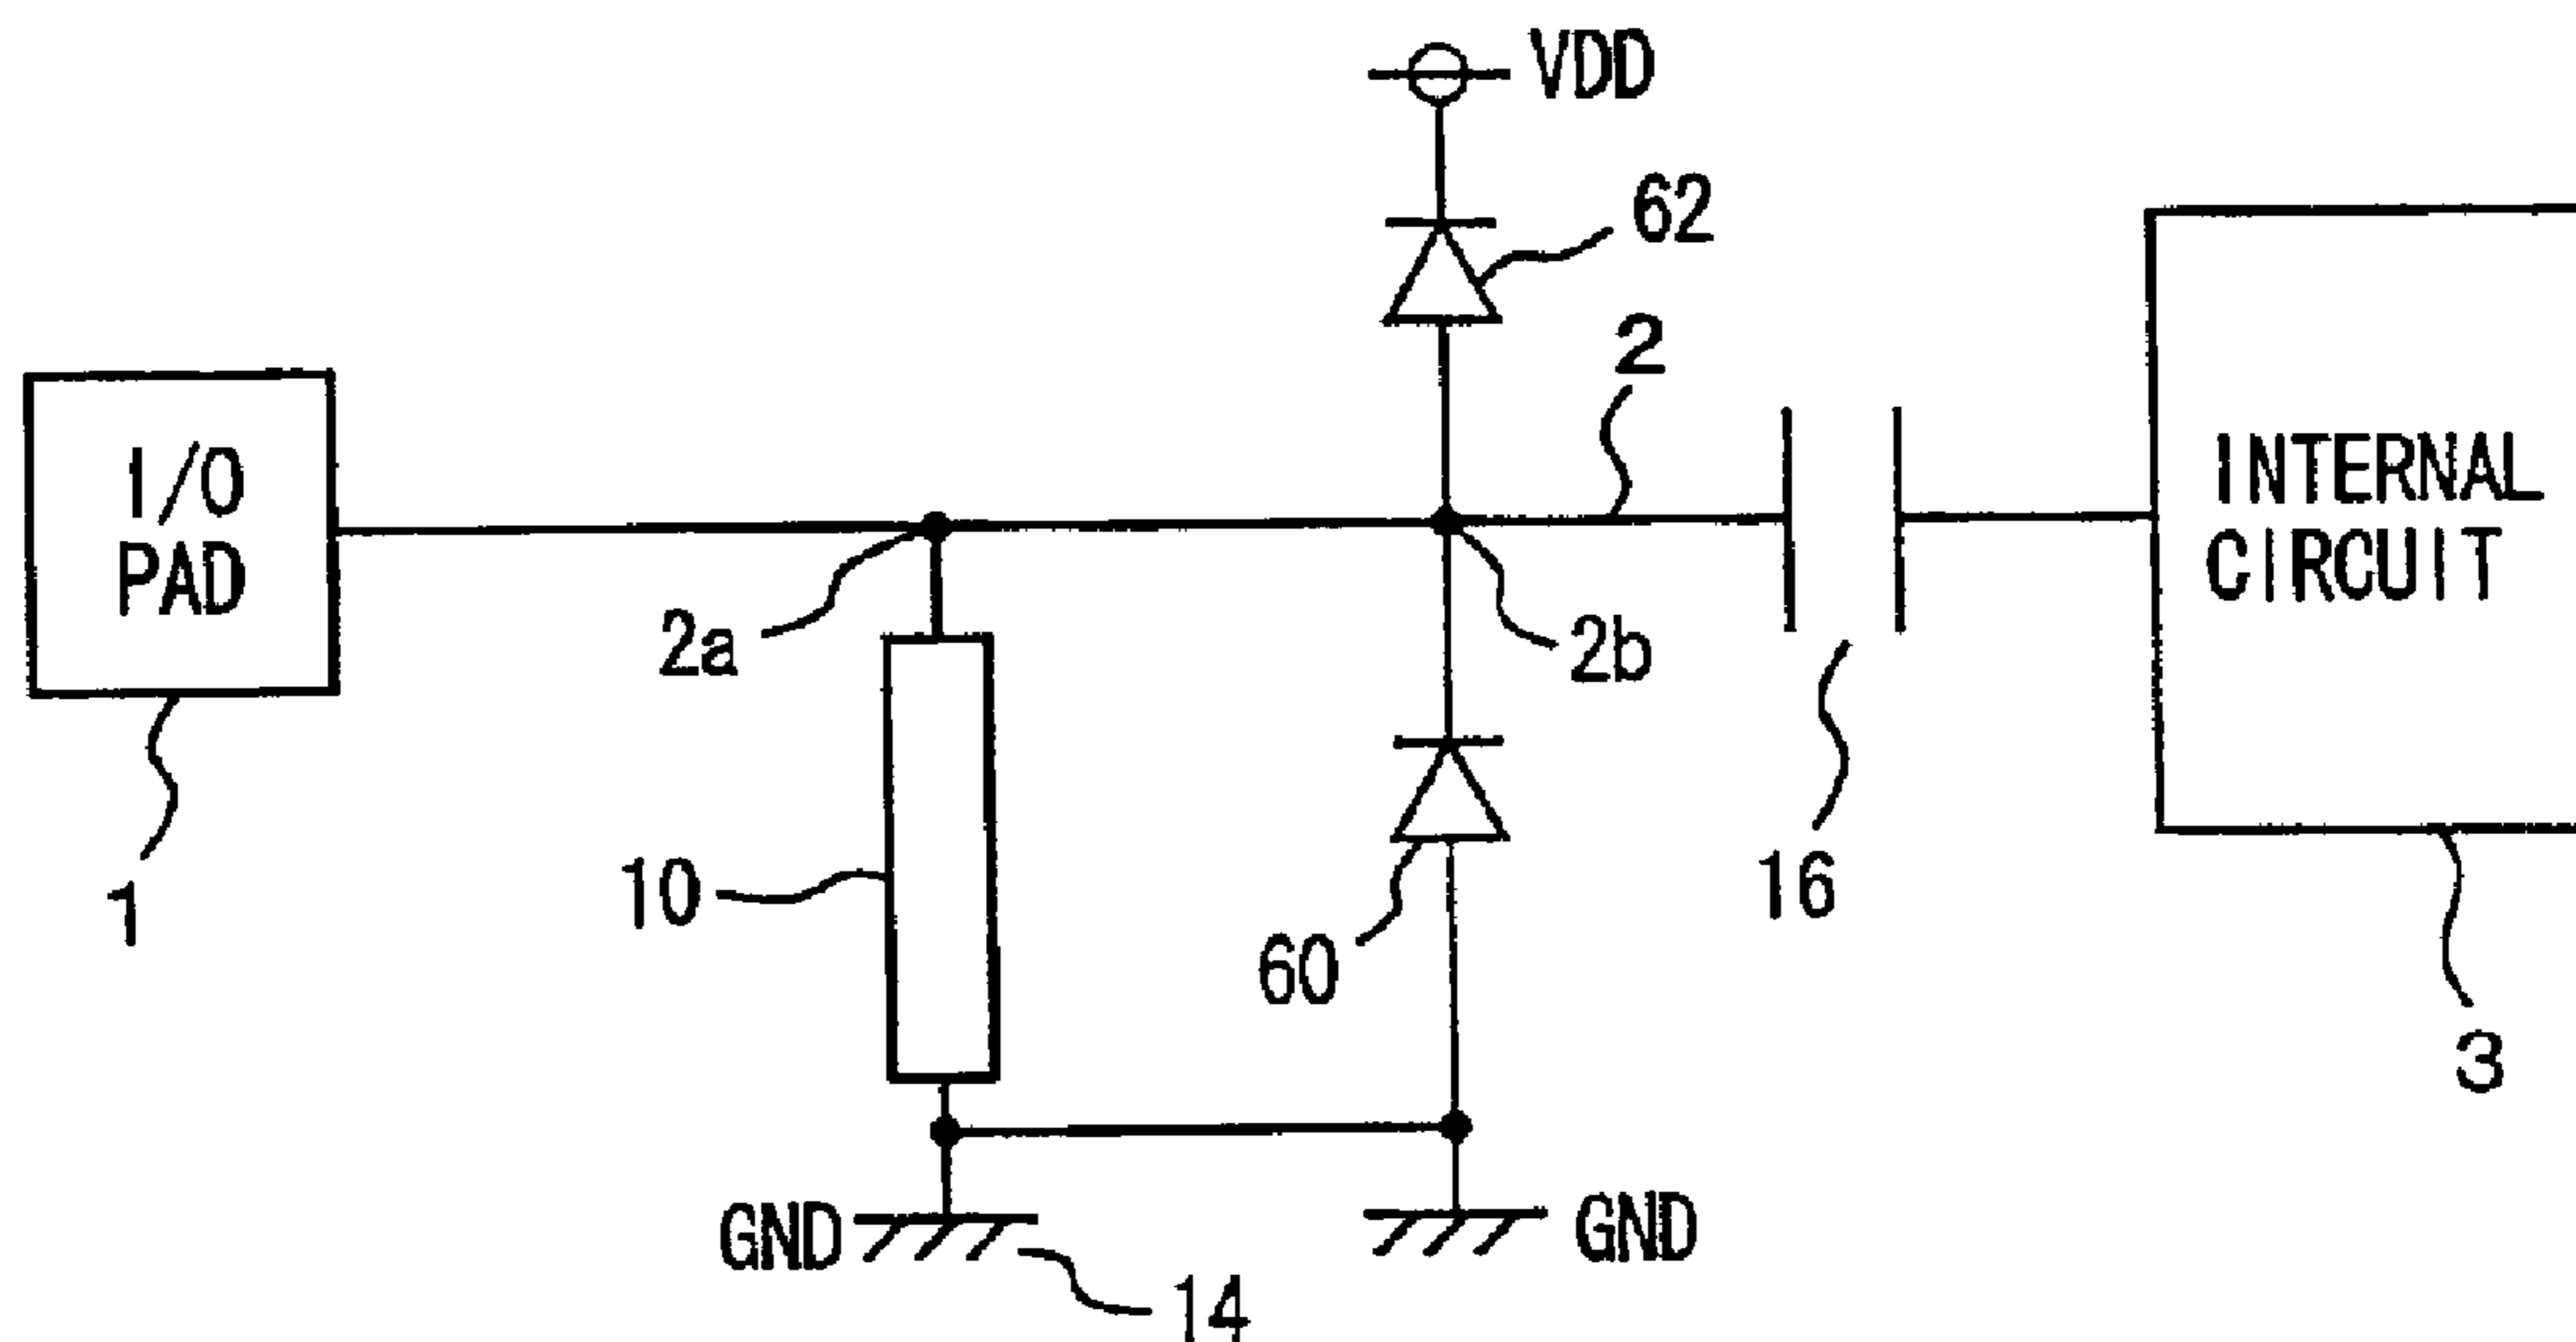 VDD
62
2
I/O
PAD
INTERNAL
CIRCUIT
2a
2b
10
16
1
60
3
GND
GND
14